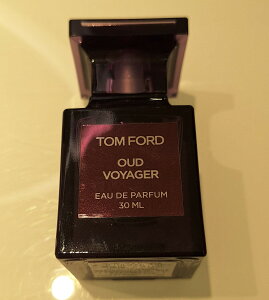 TOM FORD
OUD
VOYAGER
EAU DE PARFUM
30 ML